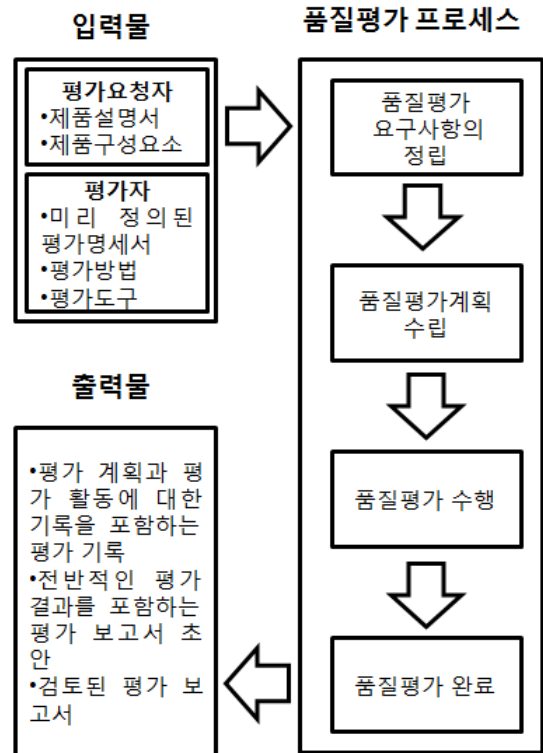 입력물
평가요청자
•제품설명서
•제품구성요소
평가자
•미리 정의된
평가명세서
•평가방법
•평가도구
품질평가 프로세스
품질평가
요구사항의
정립
품질평가계획
수립
품질평가 수행
품질평가 완료
출력물
•평가 계획과 평
가 활동에 대한
기록을 포함하는
평가 기록
•전반적인 평가
결과를 포함하는
평가 보고서 초
안
•검토된 평가 보
고서